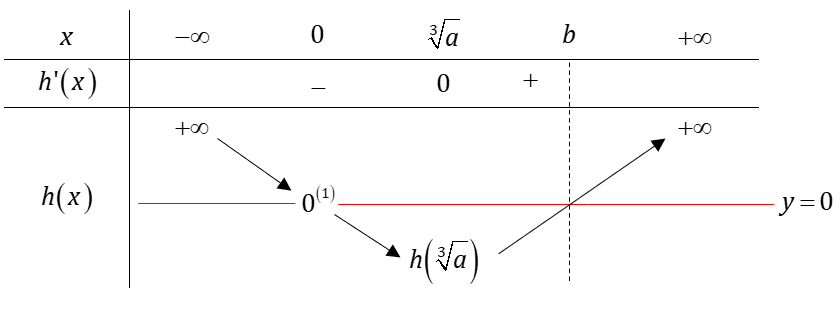 x −∞ 0 ∛a b +∞
h'(x) − 0 +
+∞ +∞
h(x) 0⁽¹⁾ y = 0
h(∛a)